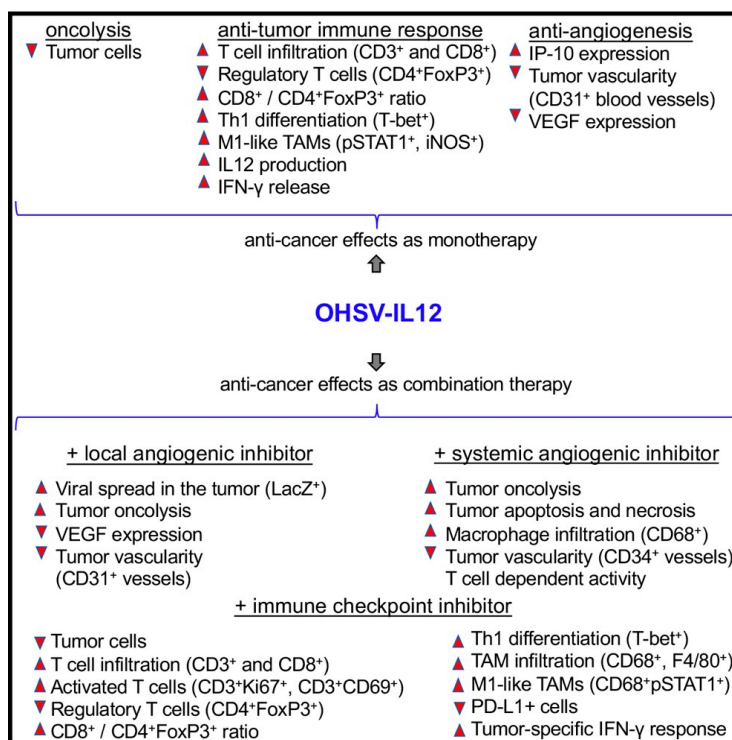 oncolysis
▼ Tumor cells
anti-tumor immune response
▲ T cell infiltration (CD3⁺ and CD8⁺)
▼ Regulatory T cells (CD4⁺FoxP3⁺)
▲ CD8⁺ / CD4⁺FoxP3⁺ ratio
▲ Th1 differentiation (T-bet⁺)
▲ M1-like TAMs (pSTAT1⁺, iNOS⁺)
▲ IL12 production
▲ IFN-γ release
anti-angiogenesis
▲ IP-10 expression
▼ Tumor vascularity
(CD31⁺ blood vessels)
▼ VEGF expression
anti-cancer effects as monotherapy
OHSV-IL12
anti-cancer effects as combination therapy
+ local angiogenic inhibitor
▲ Viral spread in the tumor (LacZ⁺)
▲ Tumor oncolysis
▼ VEGF expression
▼ Tumor vascularity
(CD31⁺ vessels)
+ systemic angiogenic inhibitor
▲ Tumor oncolysis
▲ Tumor apoptosis and necrosis
▲ Macrophage infiltration (CD68⁺)
▼ Tumor vascularity (CD34⁺ vessels)
T cell dependent activity
+ immune checkpoint inhibitor
▼ Tumor cells
▲ T cell infiltration (CD3⁺ and CD8⁺)
▲ Activated T cells (CD3⁺Ki67⁺, CD3⁺CD69⁺)
▼ Regulatory T cells (CD4⁺FoxP3⁺)
▲ CD8⁺ / CD4⁺FoxP3⁺ ratio
▲ Th1 differentiation (T-bet⁺)
▲ TAM infiltration (CD68⁺, F4/80⁺)
▲ M1-like TAMs (CD68⁺pSTAT1⁺)
▼ PD-L1+ cells
▲ Tumor-specific IFN-γ response